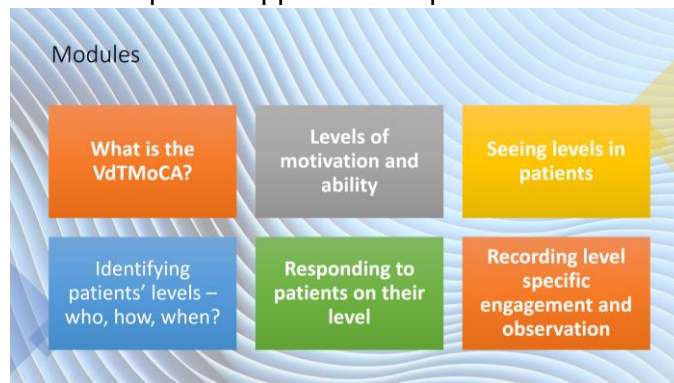 Modules
What is the
VdTMoCA?
Levels of
motivation and
ability
Seeing levels in
patients
Identifying
patients’ levels –
who, how, when?
Responding to
patients on their
level
Recording level
specific
engagement and
observation